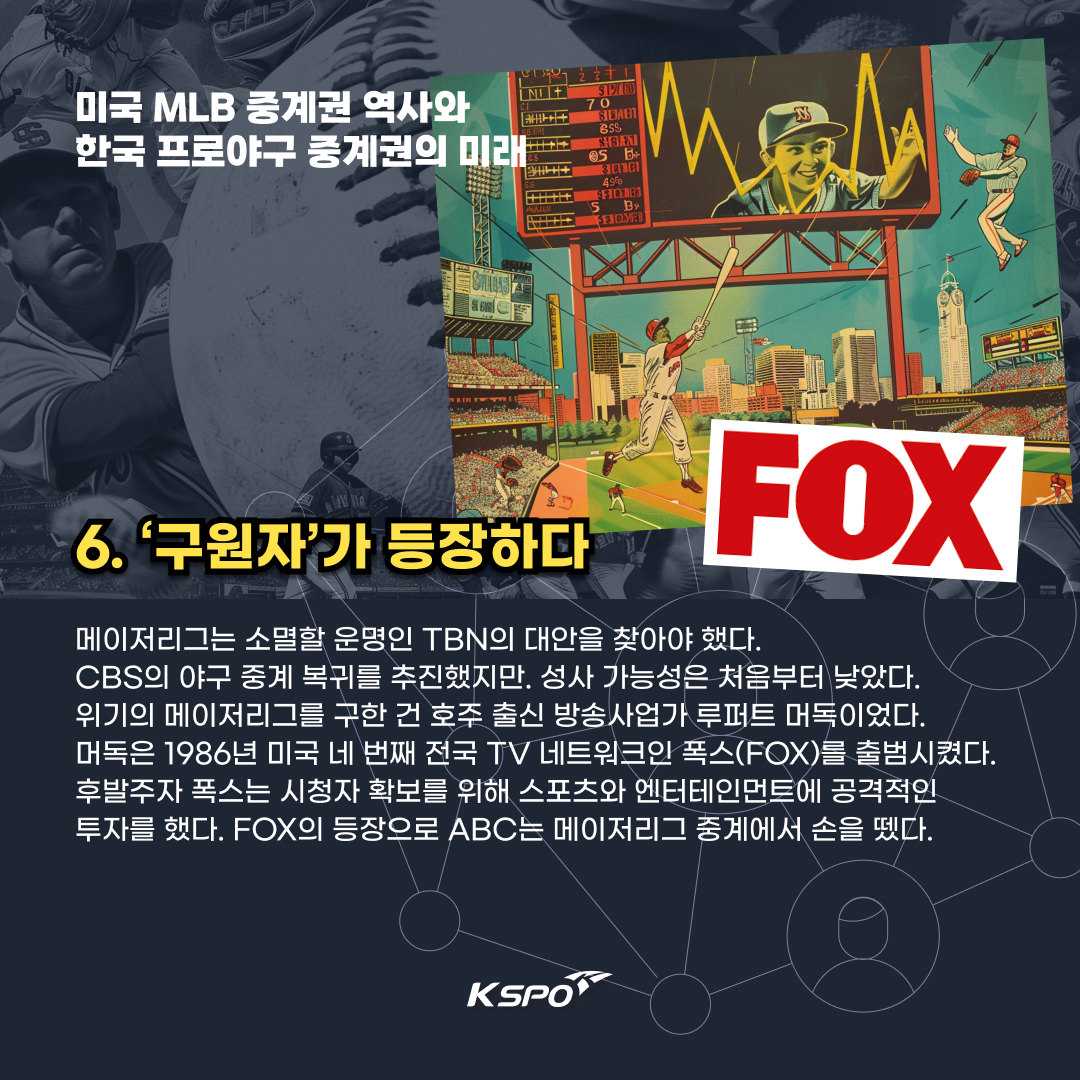 미국 MLB 중계권 역사와
한국 프로야구 중계권의 미래
FOX
6. ‘구원자’가 등장하다
메이저리그는 소멸할 운명인 TBN의 대안을 찾아야 했다.
CBS의 야구 중계 복귀를 추진했지만. 성사 가능성은 처음부터 낮았다.
위기의 메이저리그를 구한 건 호주 출신 방송사업가 루퍼트 머독이었다.
머독은 1986년 미국 네 번째 전국 TV 네트워크인 폭스(FOX)를 출범시켰다.
후발주자 폭스는 시청자 확보를 위해 스포츠와 엔터테인먼트에 공격적인
투자를 했다. FOX의 등장으로 ABC는 메이저리그 중계에서 손을 뗐다.
KSPO